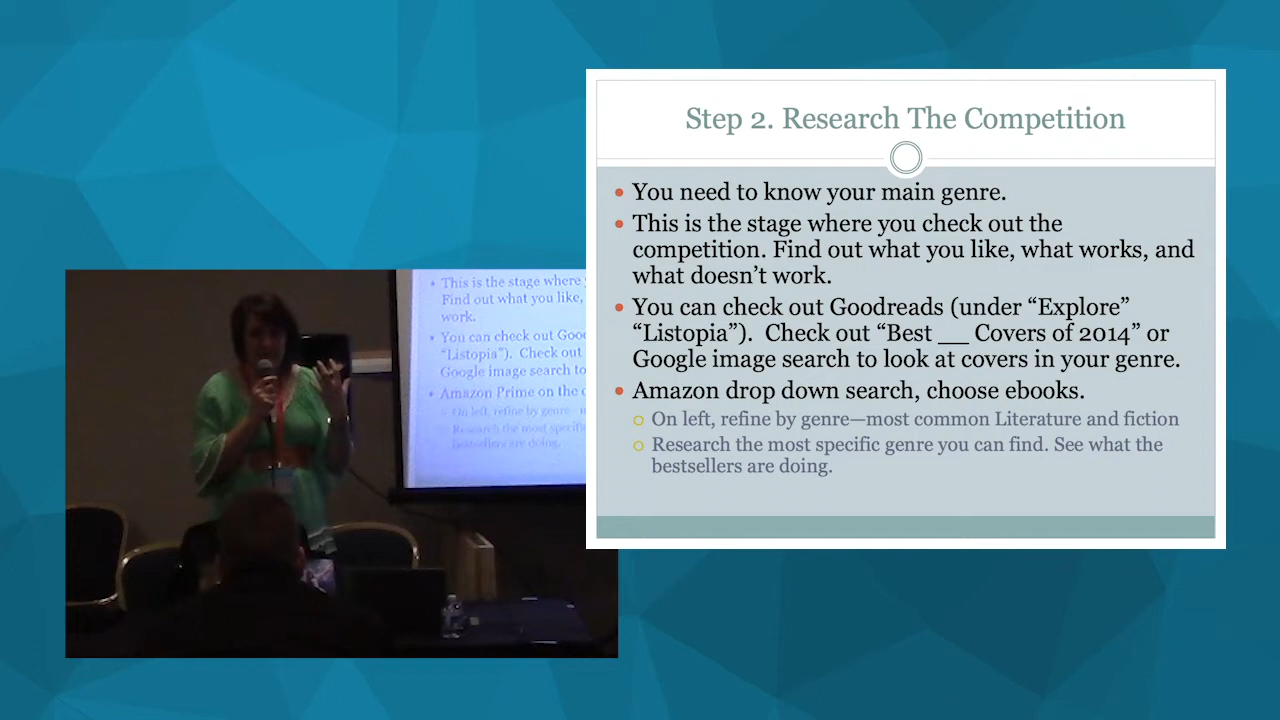 Step 2. Research The Competition
You need to know your main genre.
This is the stage where you check out the
competition. Find out what you like, what works, and
what doesn’t work.
You can check out Goodreads (under “Explore”
“Listopia”).  Check out “Best __ Covers of 2014” or
Google image search to look at covers in your genre.
Amazon drop down search, choose ebooks.
On left, refine by genre—most common Literature and fiction
Research the most specific genre you can find. See what the
bestsellers are doing.
This is the stage where
Find out what you like,
work.
You can check out Goo
“Listopia”).  Check out
Google image search to
Amazon Prime on the
On left, refine by genre
Research the most specifi
bestsellers are doing.